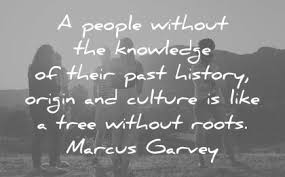 A people without
the knowledge
of their past history,
origin and culture is like
a tree without roots.
Marcus Garvey